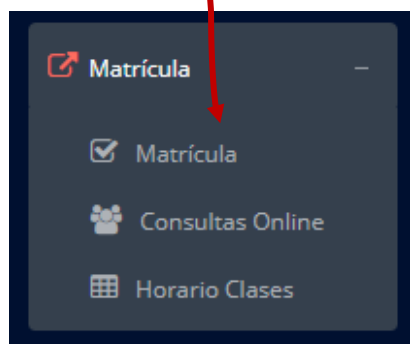 Matrícula
Matrícula
Consultas Online
Horario Clases